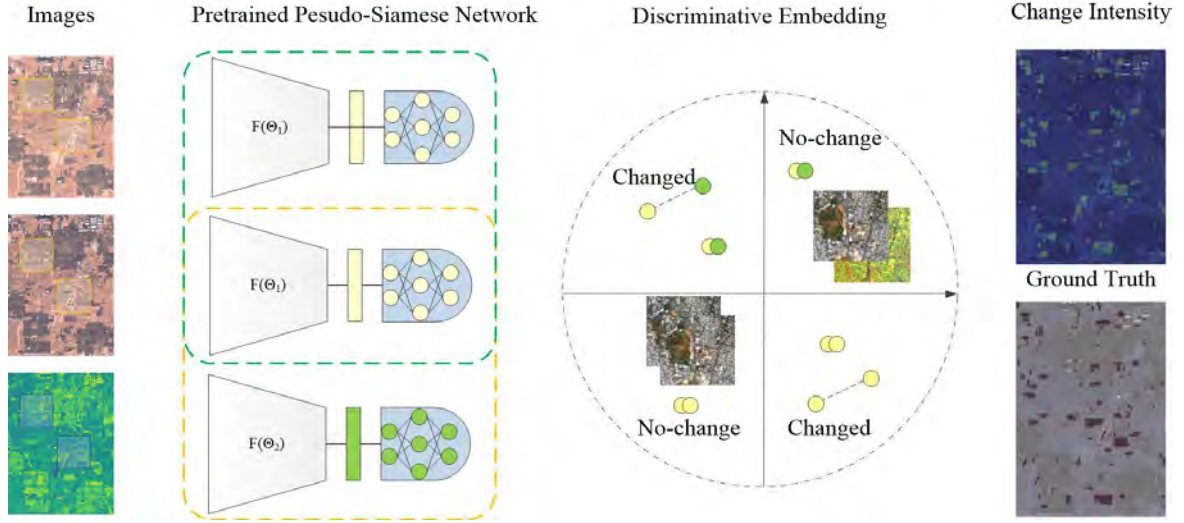 Images
Pretrained Pesudo-Siamese Network
Discriminative Embedding
Change Intensity
F(Θ₁)
F(Θ₁)
F(Θ₂)
No-change
Changed
No-change
Changed
Ground Truth